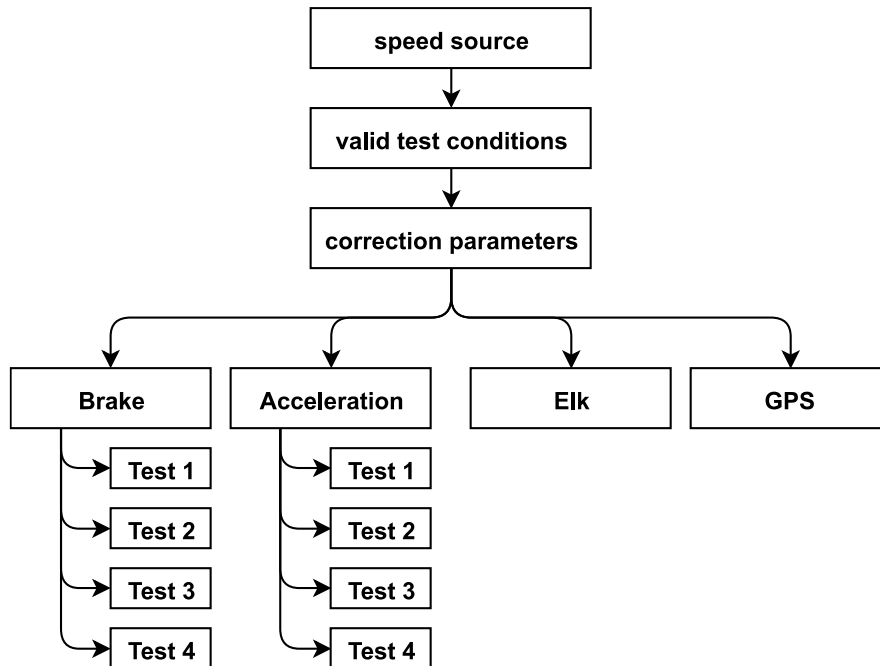 speed source
valid test conditions
correction parameters
Brake
Acceleration
Elk
GPS
Test 1
Test 2
Test 3
Test 4
Test 1
Test 2
Test 3
Test 4